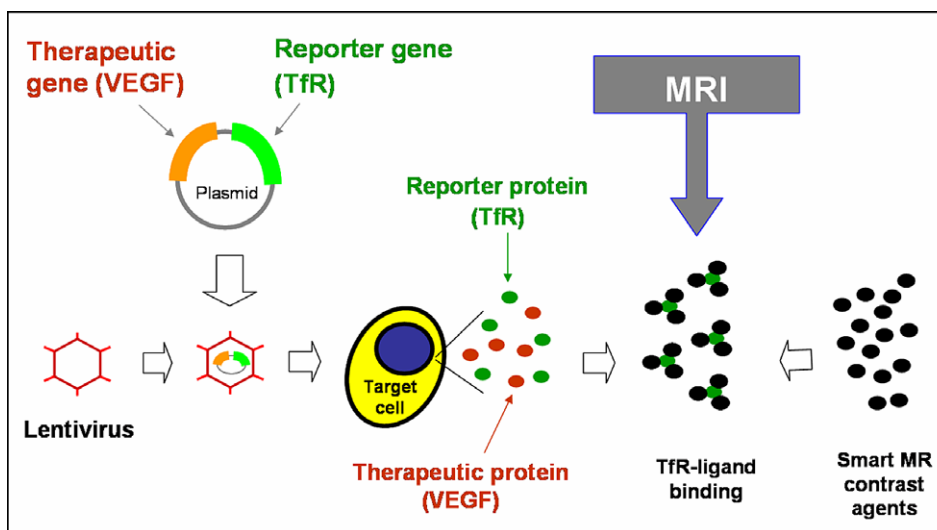 Therapeutic
gene (VEGF)
Reporter gene
(TfR)
MRI
Plasmid
Reporter protein
(TfR)
Target
cell
Lentivirus
Therapeutic protein
(VEGF)
TfR-ligand
binding
Smart MR
contrast
agents